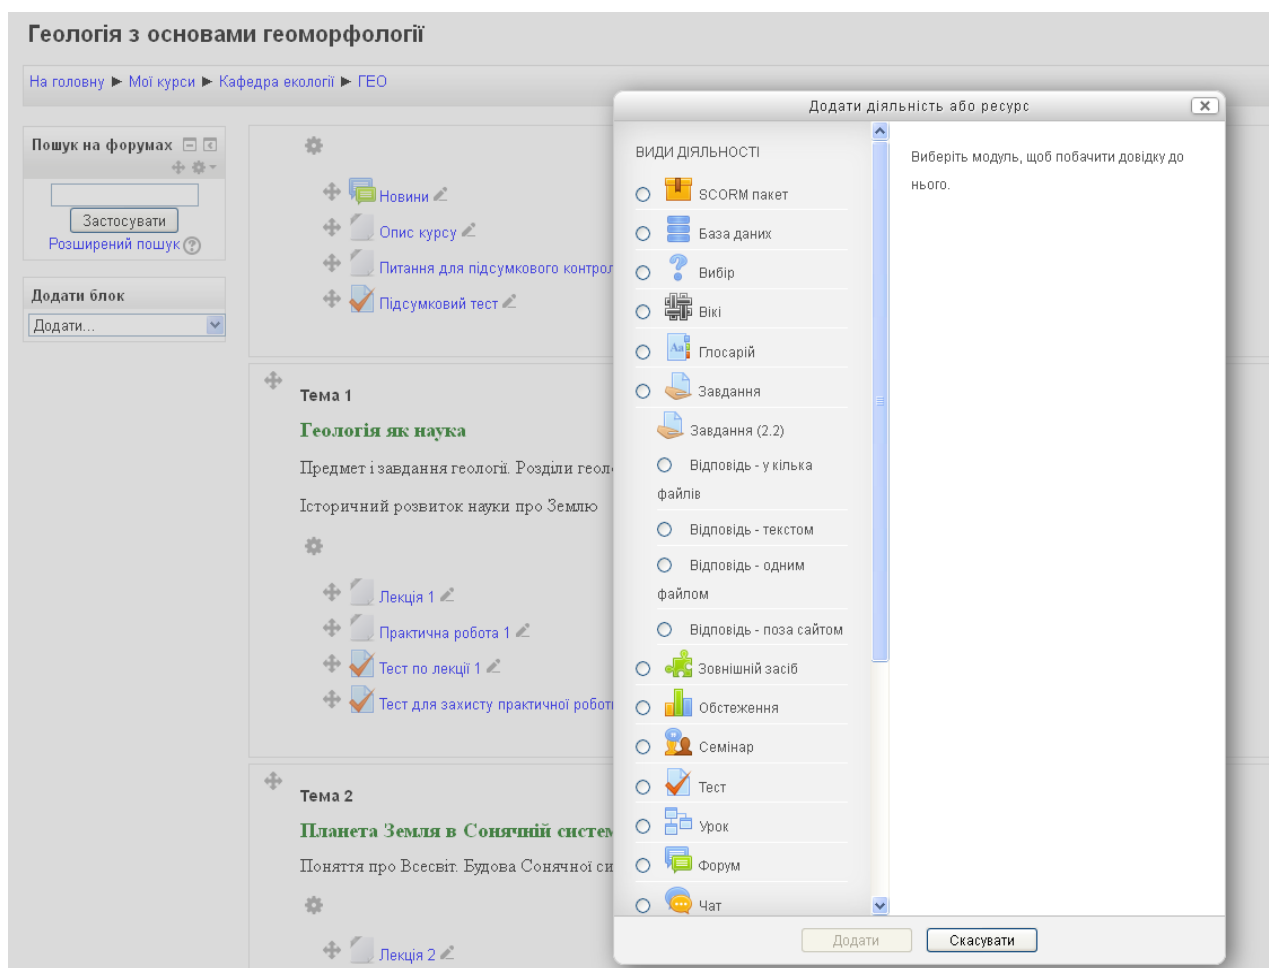 Геологія з основами геоморфології
На головну ► Мої курси ► Кафедра екології ► ГЕО
Пошук на форумах
Застосувати
Розширений пошук
Додати блок
Додати...
Новини
Опис курсу
Питання для підсумкового контрол
Підсумковий тест
Тема 1
Геологія як наука
Предмет і завдання геології. Розділи геол
Історичний розвиток науки про Землю
Лекція 1
Практична робота 1
Тест по лекції 1
Тест для захисту практичної робот
Тема 2
Планета Земля в Сонячній систем
Поняття про Всесвіт. Будова Сонячної си
Лекція 2
Додати діяльність або ресурс
ВИДИ ДІЯЛЬНОСТІ
SCORM пакет
База даних
Вибір
Вікі
Глосарій
Завдання
Завдання (2.2)
Відповідь - у кілька
файлів
Відповідь - текстом
Відповідь - одним
файлом
Відповідь - поза сайтом
Зовнішній засіб
Обстеження
Семінар
Тест
Урок
Форум
Чат
Виберіть модуль, щоб побачити довідку до
нього.
Додати
Скасувати